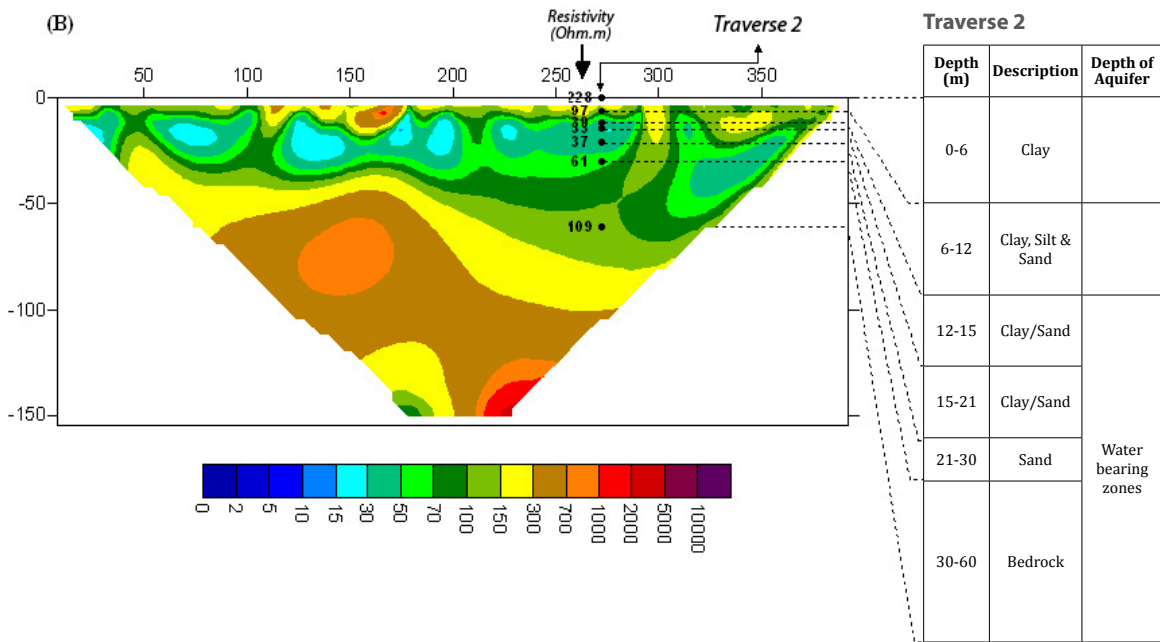 (B)
Resistivity
(Ohm.m)
Traverse 2
Traverse 2
50 100 150 200 250 300 350
0
-50
-100
-150
228
97
39
33
37
61
109
0 2 5 10 15 30 50 70 100 150 300 700 1000 2000 5000 10000
Depth (m) Description Depth of Aquifer
0-6 Clay
6-12 Clay, Silt & Sand
12-15 Clay/Sand
15-21 Clay/Sand
21-30 Sand
30-60 Bedrock
Water
bearing
zones